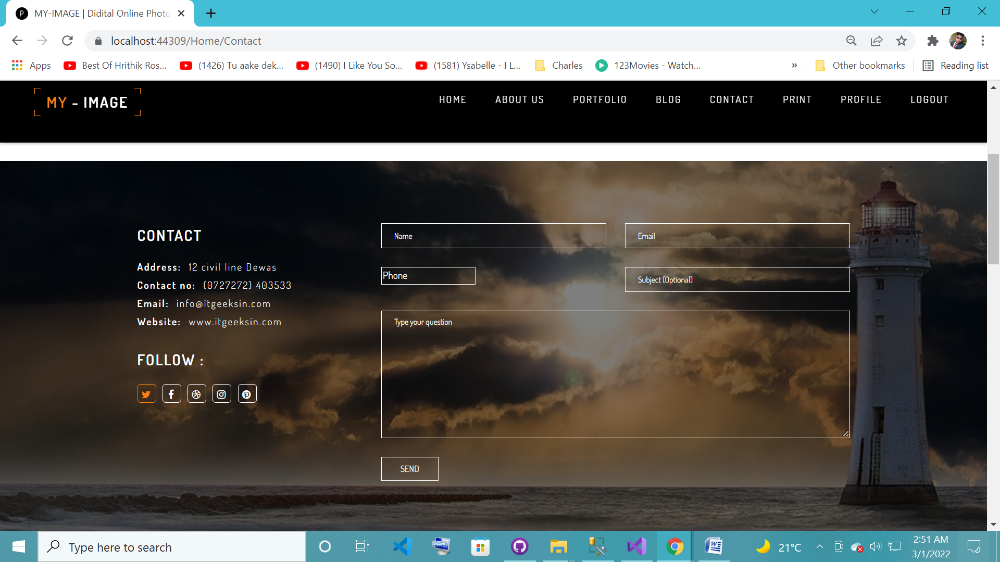 P MY-IMAGE | Didital Online Photo
localhost:44309/Home/Contact
Apps Best Of Hrithik Ros... (1426) Tu aake dek... (1490) I Like You So... (1581) Ysabelle - I L... Charles 123Movies - Watch... » Other bookmarks Reading list
MY - IMAGE HOME ABOUT US PORTFOLIO BLOG CONTACT PRINT PROFILE LOGOUT
CONTACT
Address: 12 civil line Dewas
Contact no: (0727272) 403533
Email: info@itgeeksin.com
Website: www.itgeeksin.com
FOLLOW :
Name Email
Phone Subject (Optional)
Type your question
SEND
Type here to search 21°C 2:51 AM
3/1/2022